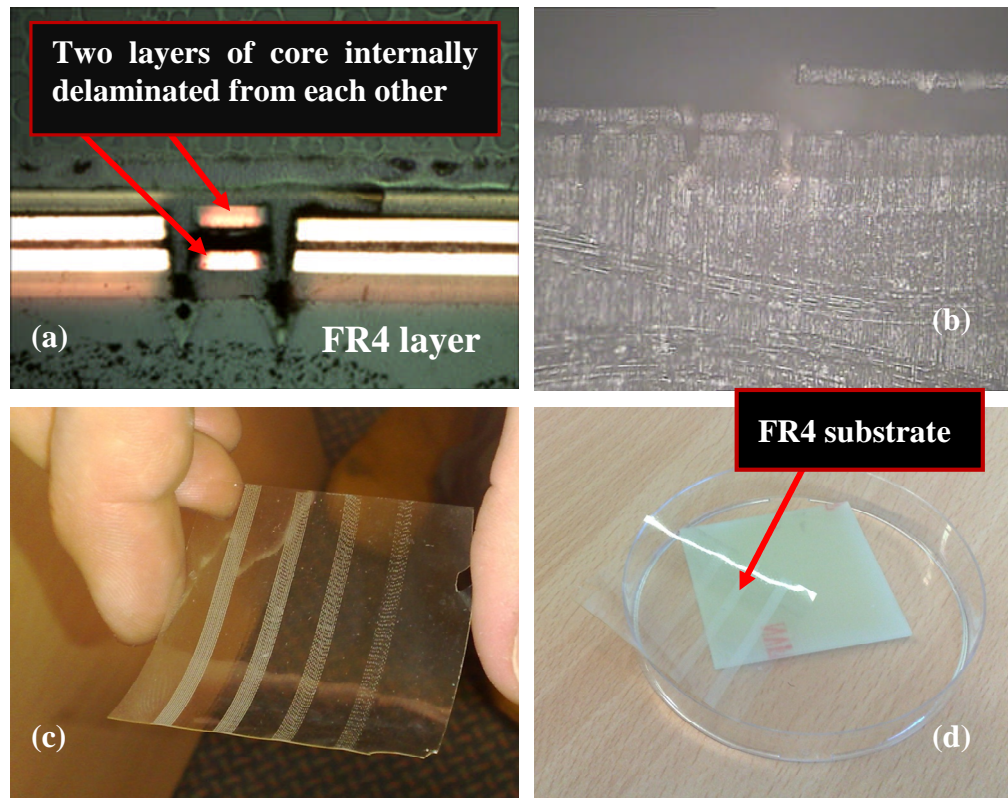 Two layers of core internally
delaminated from each other
(a)
FR4 layer
(b)
FR4 substrate
(c)
(d)